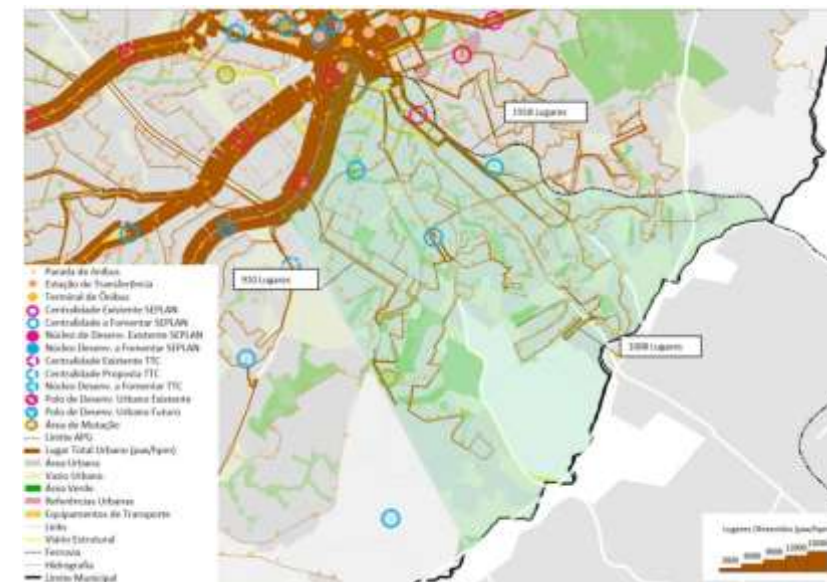 1918 Lugares
930 Lugares
1088 Lugares
Parada de ônibus
Estação de Transferência
Terminal de Ônibus
Centralidade Existente SEPLAN
Centralidade a Fomentar SEPLAN
Núcleo de Desenv. Existente SEPLAN
Núcleo Desenv. a Fomentar SEPLAN
Centralidade Existente TTC
Centralidade Proposta TTC
Núcleo Desenv. a Fomentar TTC
Polo de Desenv. Urbano Existente
Polo de Desenv. Urbano Futuro
Área de Mutação
Limite APG
Lugar Total Urbano (pax/hpm)
Área Urbana
Vazio Urbano
Área Verde
Referências Urbanas
Equipamentos de Transporte
Links
Viário Estrutural
Ferrovia
Hidrografia
Limite Municipal
Lugares Oferecidos